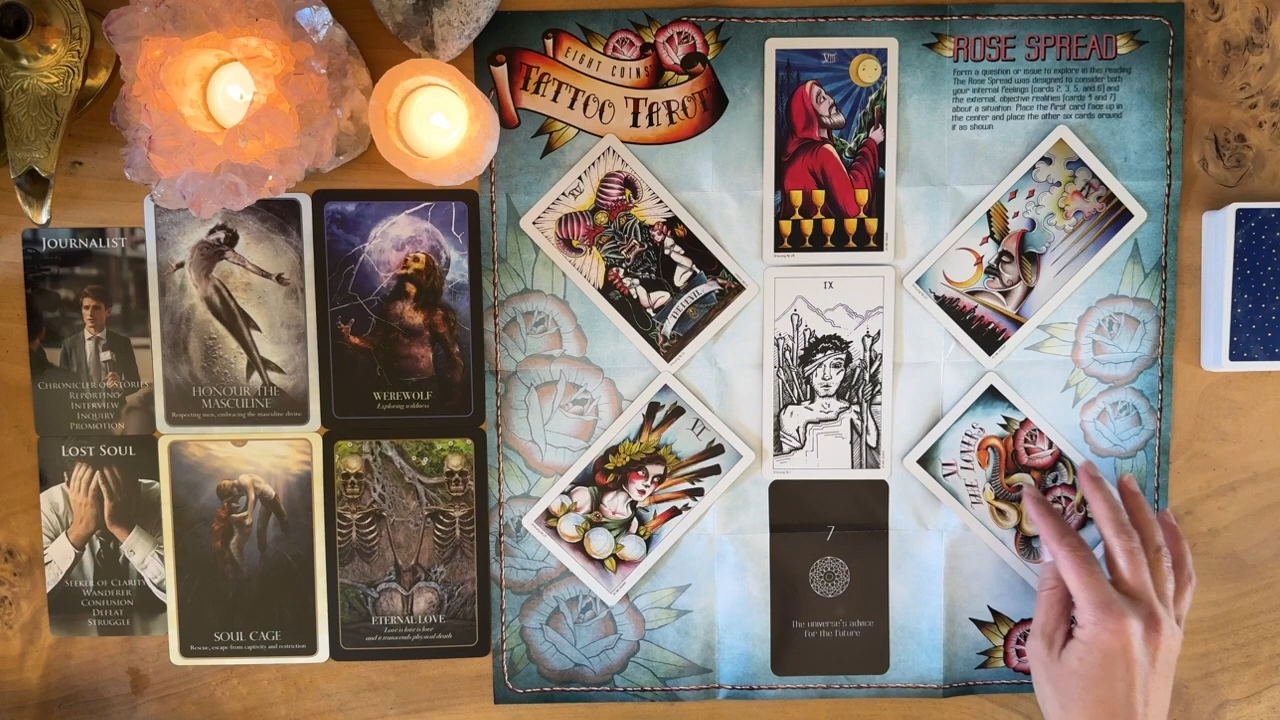 EIGHT COINS'
TATTOO TAROT
ROSE SPREAD
Form a question or issue to explore in this reading.
The Rose Spread was designed to consider both
your internal feelings (cards 2, 3, 5, and 6) and
the external, objective realities (cards 4 and 7)
about a situation. Place the first card face up in
the center and place the other six cards around
it as shown.
VII
JOURNALIST
CHRONICLER OF STORIES
REPORTING
INTERVIEW
INQUIRY
PROMOTION
HONOUR THE
MASCULINE
Respecting men, embracing the masculine divine
WEREWOLF
Exploring wildness
IX
VI
THE LOVERS
VI
LOST SOUL
SEEKER OF CLARITY
WANDERER
CONFUSION
DEFEAT
STRUGGLE
SOUL CAGE
Rescue, escape from captivity and restriction
ETERNAL LOVE
Love is love is love
and it transcends physical death
7
The universe's advice
for the future